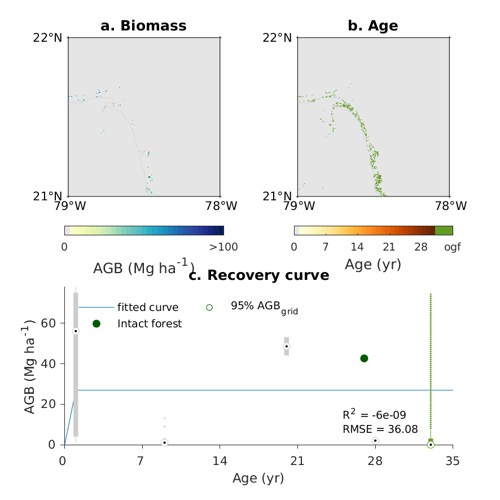 a. Biomass
b. Age
22°N
21°N
79°W
78°W
22°N
21°N
79°W
78°W
0
>100
AGB (Mg ha⁻¹)
0
7
14
21
28
ogf
Age (yr)
c. Recovery curve
fitted curve
Intact forest
95% AGB_grid
AGB (Mg ha⁻¹)
60
40
20
0
R² = -6e-09
RMSE = 36.08
0
7
14
21
28
35
Age (yr)